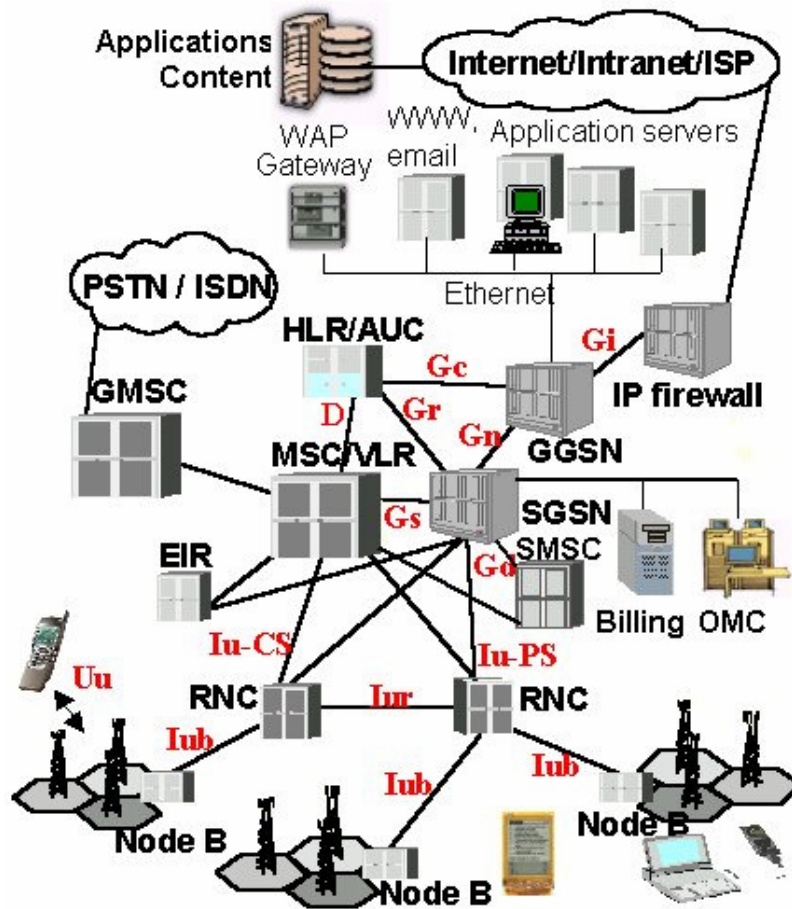 Applications
Content
Internet/Intranet/ISP
WAP
Gateway
WWW,
email
Application servers
Ethernet
PSTN / ISDN
HLR/AUC
Gc
Gi
IP firewall
GMSC
D
Gr
Gn
GGSN
MSC/VLR
Gs
SGSN
EIR
Gd
SMSC
Billing
OMC
Iu-CS
Iu-PS
Uu
RNC
Iur
RNC
Iub
Iub
Iub
Node B
Node B
Node B